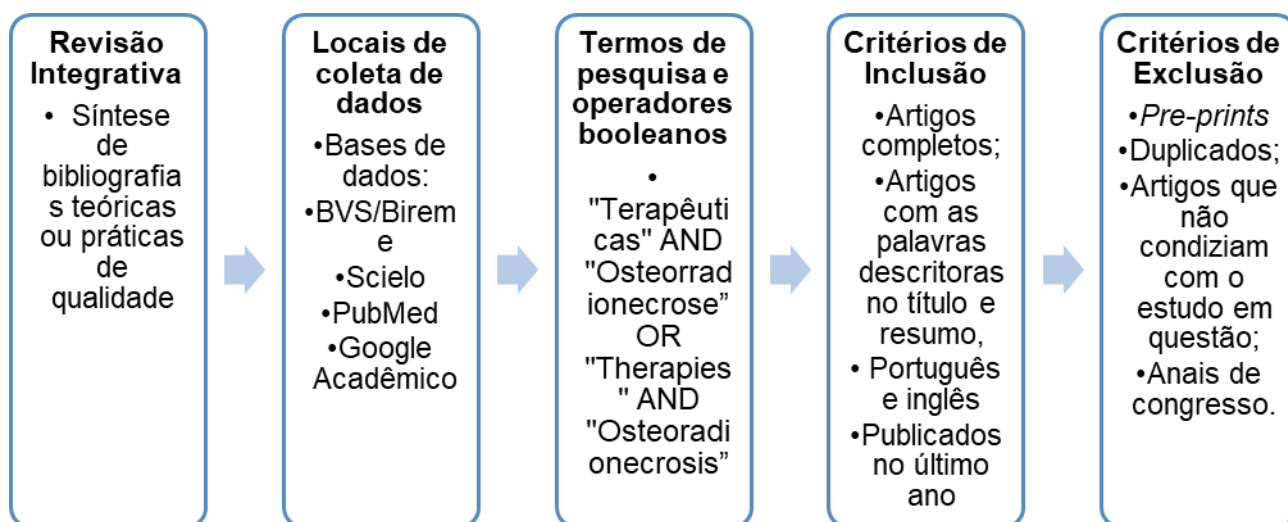 Revisão
Integrativa
• Síntese
de
bibliografia
s teóricas
ou práticas
de
qualidade
Locais de
coleta de
dados
•Bases de
dados:
•BVS/Birem
e
•Scielo
•PubMed
•Google
Acadêmico
Termos de
pesquisa e
operadores
booleanos
•
"Terapêuti
cas" AND
"Osteorrad
ionecrose”
OR
"Therapies
" AND
"Osteoradi
onecrosis”
Critérios de
Inclusão
•Artigos
completos;
•Artigos
com as
palavras
descritoras
no título e
resumo,
• Português
e inglês
•Publicados
no último
ano
Critérios de
Exclusão
•Pre-prints
•Duplicados;
•Artigos que
não
condiziam
com o
estudo em
questão;
•Anais de
congresso.